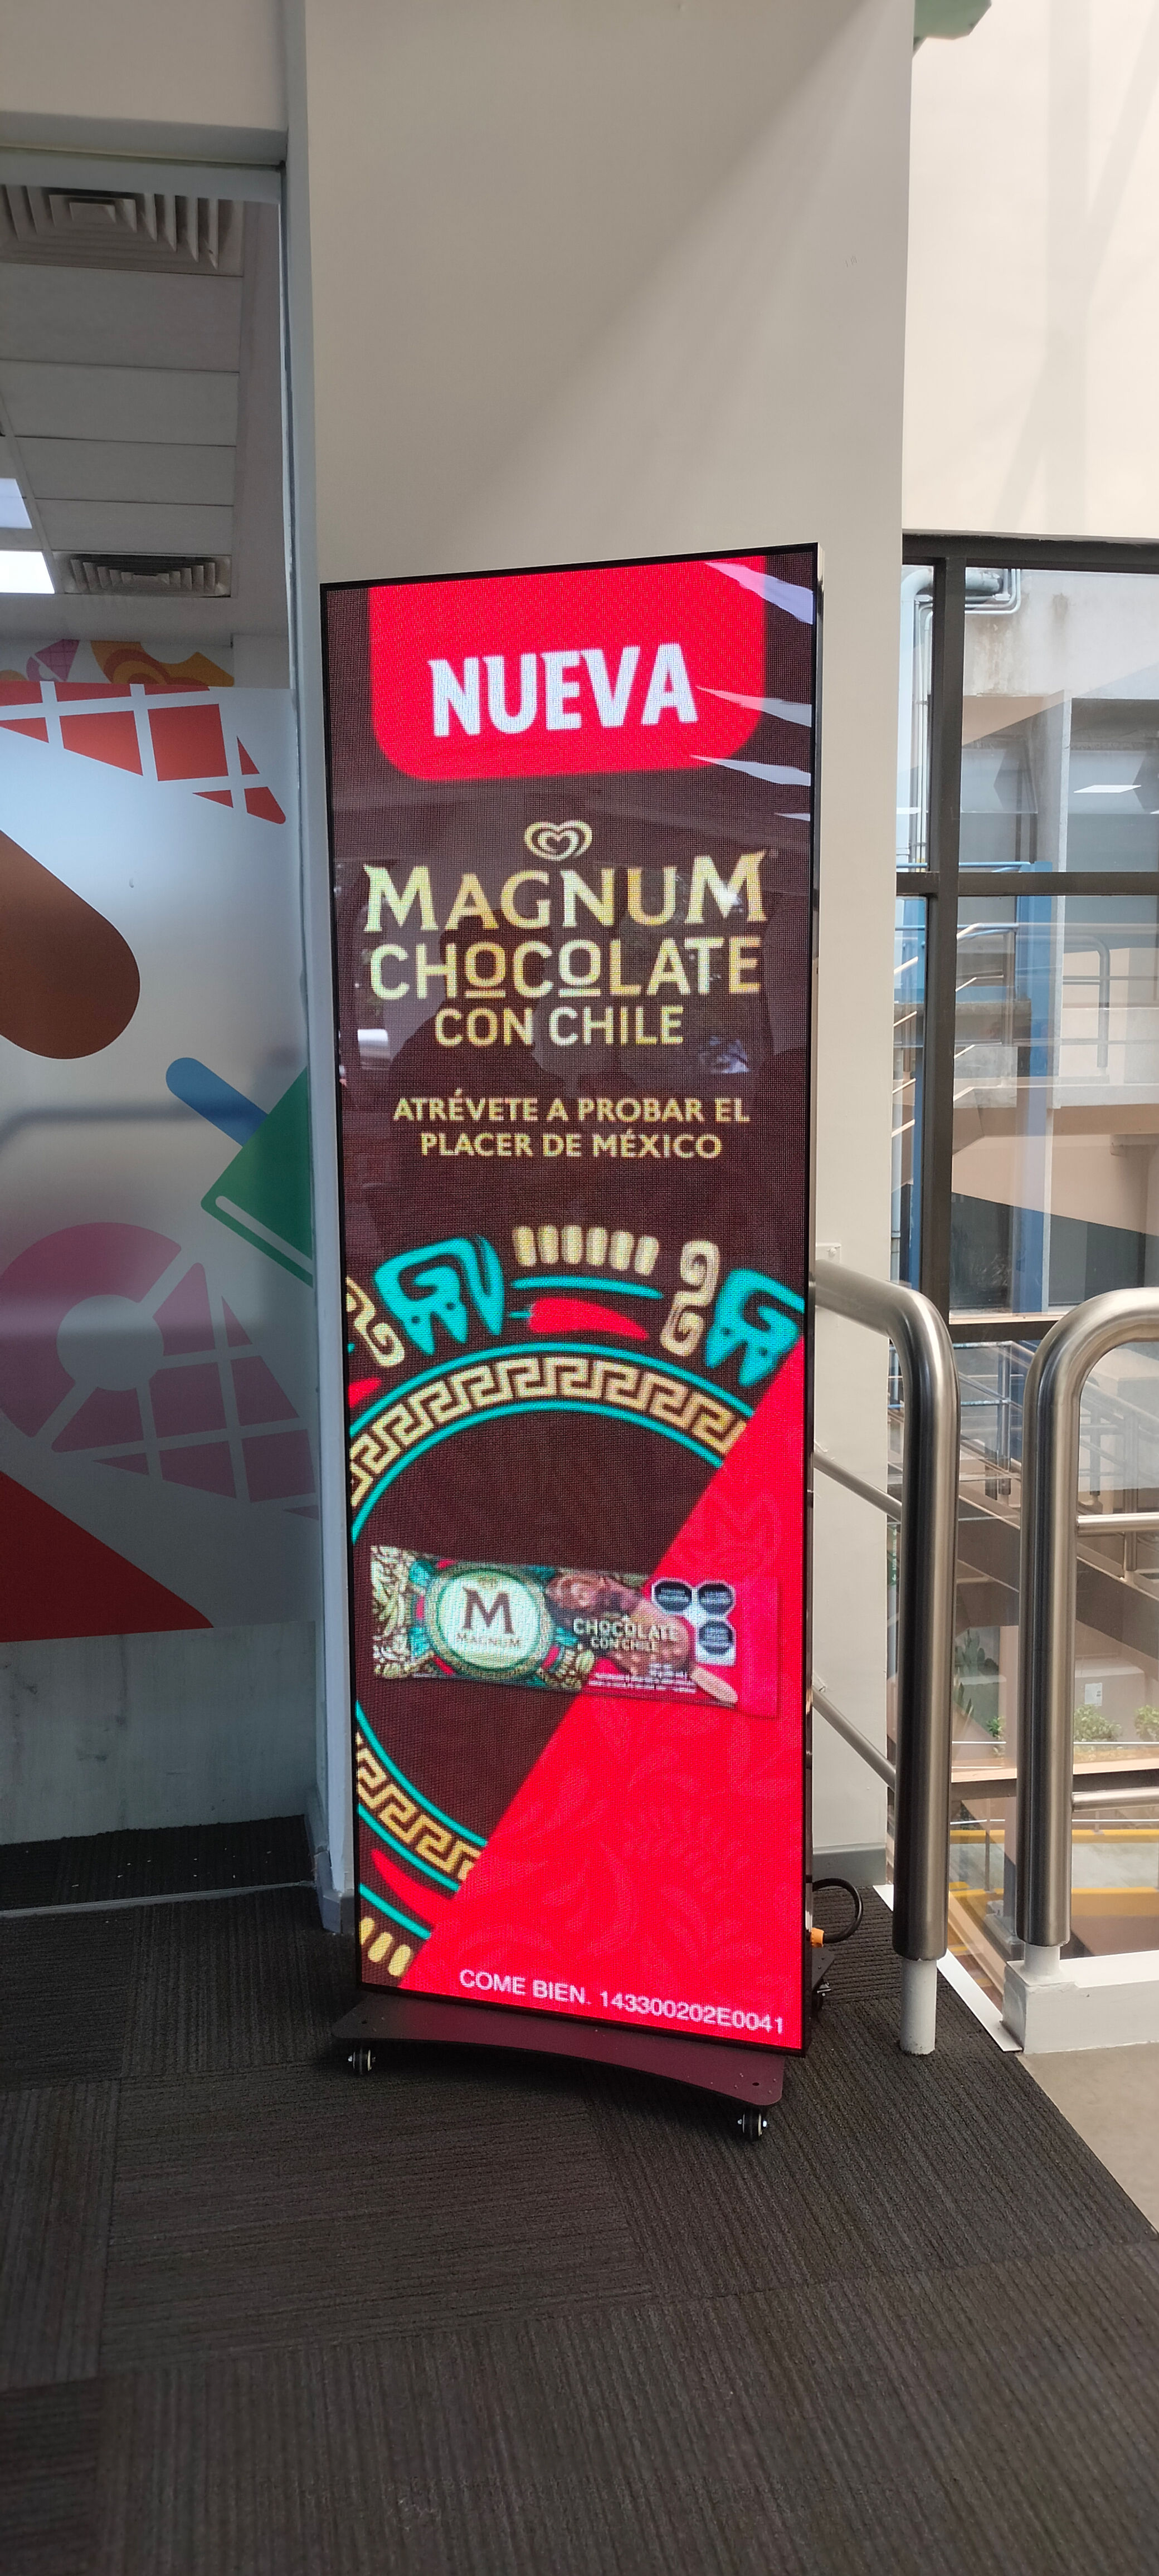 NUEVA
MAGNUM
CHOCOLATE
CON CHILE
ATRÉVETE A PROBAR EL
PLACER DE MÉXICO
M
MAGNUM
CHOCOLATE
CON CHILE
COME BIEN. 143300202E0041